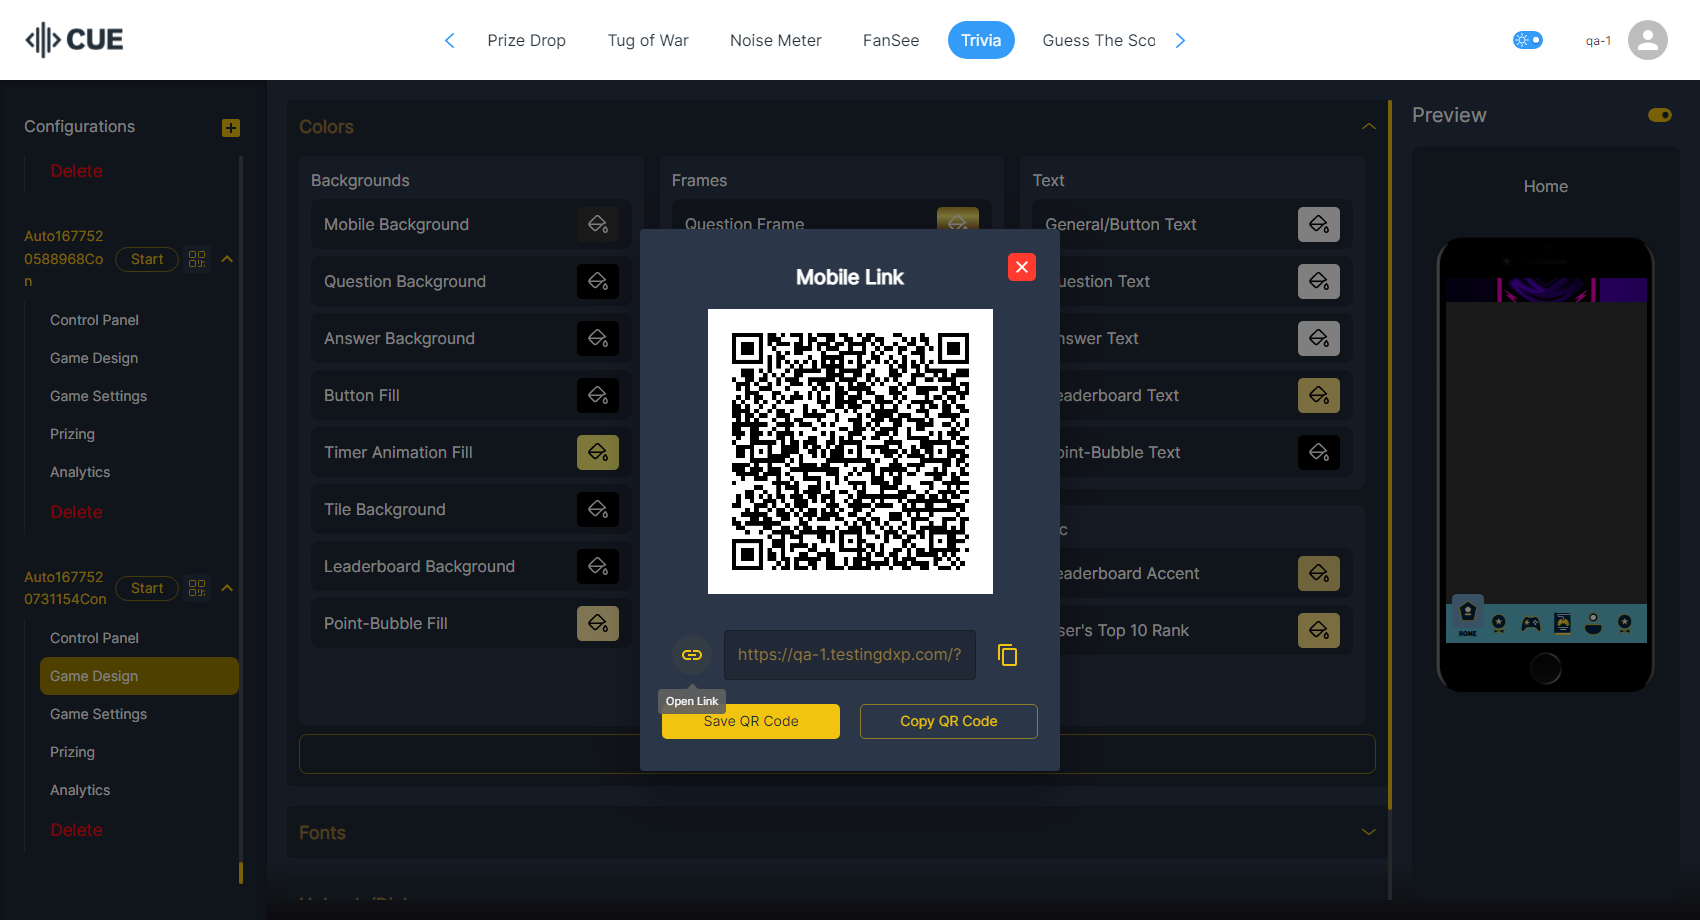 CUE
Prize Drop
Tug of War
Noise Meter
FanSee
Trivia
Guess The Sco
qa-1
Configurations
Delete
Auto167752
0588968Co
n
Start
Control Panel
Game Design
Game Settings
Prizing
Analytics
Delete
Auto167752
0731154Con
Start
Control Panel
Game Design
Game Settings
Prizing
Analytics
Delete
Colors
Backgrounds
Mobile Background
Question Background
Answer Background
Button Fill
Timer Animation Fill
Tile Background
Leaderboard Background
Point-Bubble Fill
Frames
Question Frame
Text
General/Button Text
uestion Text
nswer Text
eaderboard Text
oint-Bubble Text
c
eaderboard Accent
ser's Top 10 Rank
Fonts
Mobile Link
https://qa-1.testingdxp.com/?
Open Link
Save QR Code
Copy QR Code
Preview
Home
HOME